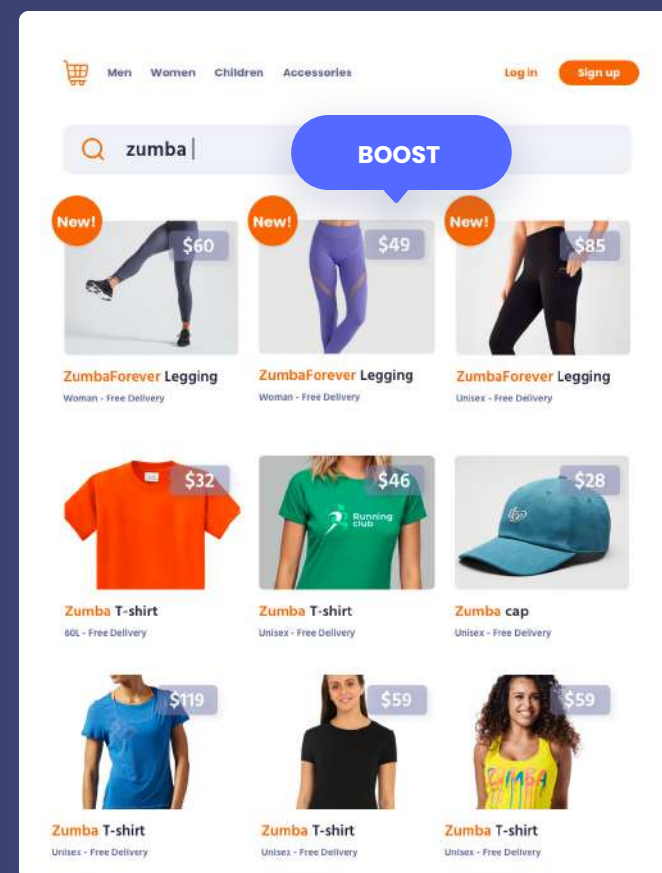 Men Women Children Accessories Log in Sign up
zumba
BOOST
New! New! New!
$60 $49 $85
ZumbaForever Legging ZumbaForever Legging ZumbaForever Legging
Woman - Free Delivery Woman - Free Delivery Unisex - Free Delivery
$32 $46 $28
Running
club
Zumba T-shirt Zumba T-shirt Zumba cap
60L - Free Delivery Unisex - Free Delivery Unisex - Free Delivery
$119 $59 $59
ZUMBA
Zumba T-shirt Zumba T-shirt Zumba T-shirt
Unisex - Free Delivery Unisex - Free Delivery Unisex - Free Delivery